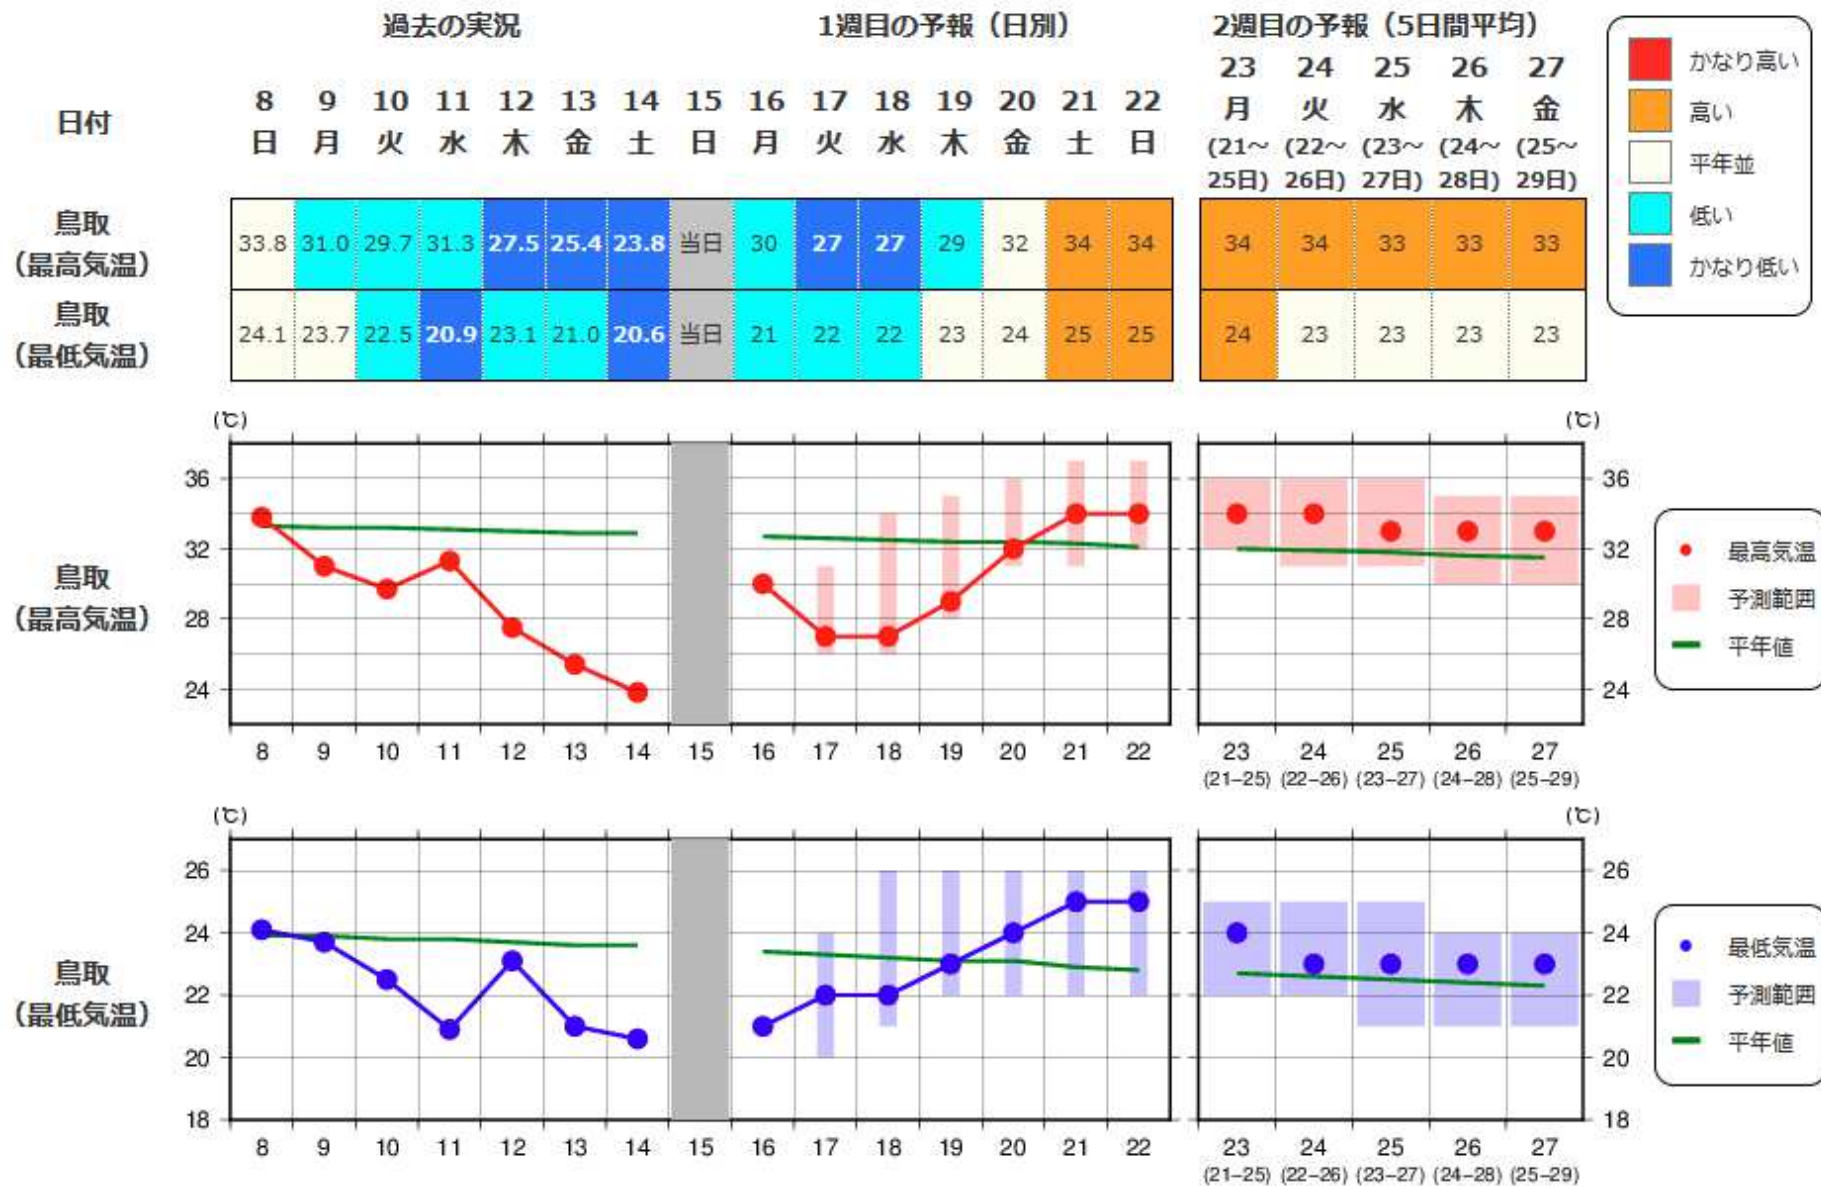 過去の実況 1週目の予報（日別） 2週目の予報（5日間平均）
日付 8 9 10 11 12 13 14 15 16 17 18 19 20 21 22 23 24 25 26 27
日 月 火 水 木 金 土 日 月 火 水 木 金 土 日 月 火 水 木 金
(21～ (22～ (23～ (24～ (25～
25日) 26日) 27日) 28日) 29日)
鳥取
（最高気温）
33.8 31.0 29.7 31.3 27.5 25.4 23.8 当日 30 27 27 29 32 34 34 34 34 33 33 33
鳥取
（最低気温）
24.1 23.7 22.5 20.9 23.1 21.0 20.6 当日 21 22 22 23 24 25 25 24 23 23 23 23
かなり高い
高い
平年並
低い
かなり低い
(℃) (℃)
36 36
32 32
28 28
24 24
鳥取
（最高気温）
8 9 10 11 12 13 14 15 16 17 18 19 20 21 22 23 24 25 26 27
(21–25) (22–26) (23–27) (24–28) (25–29)
最高気温
予測範囲
平年値
(℃) (℃)
26 26
24 24
22 22
20 20
18 18
鳥取
（最低気温）
8 9 10 11 12 13 14 15 16 17 18 19 20 21 22 23 24 25 26 27
(21–25) (22–26) (23–27) (24–28) (25–29)
最低気温
予測範囲
平年値